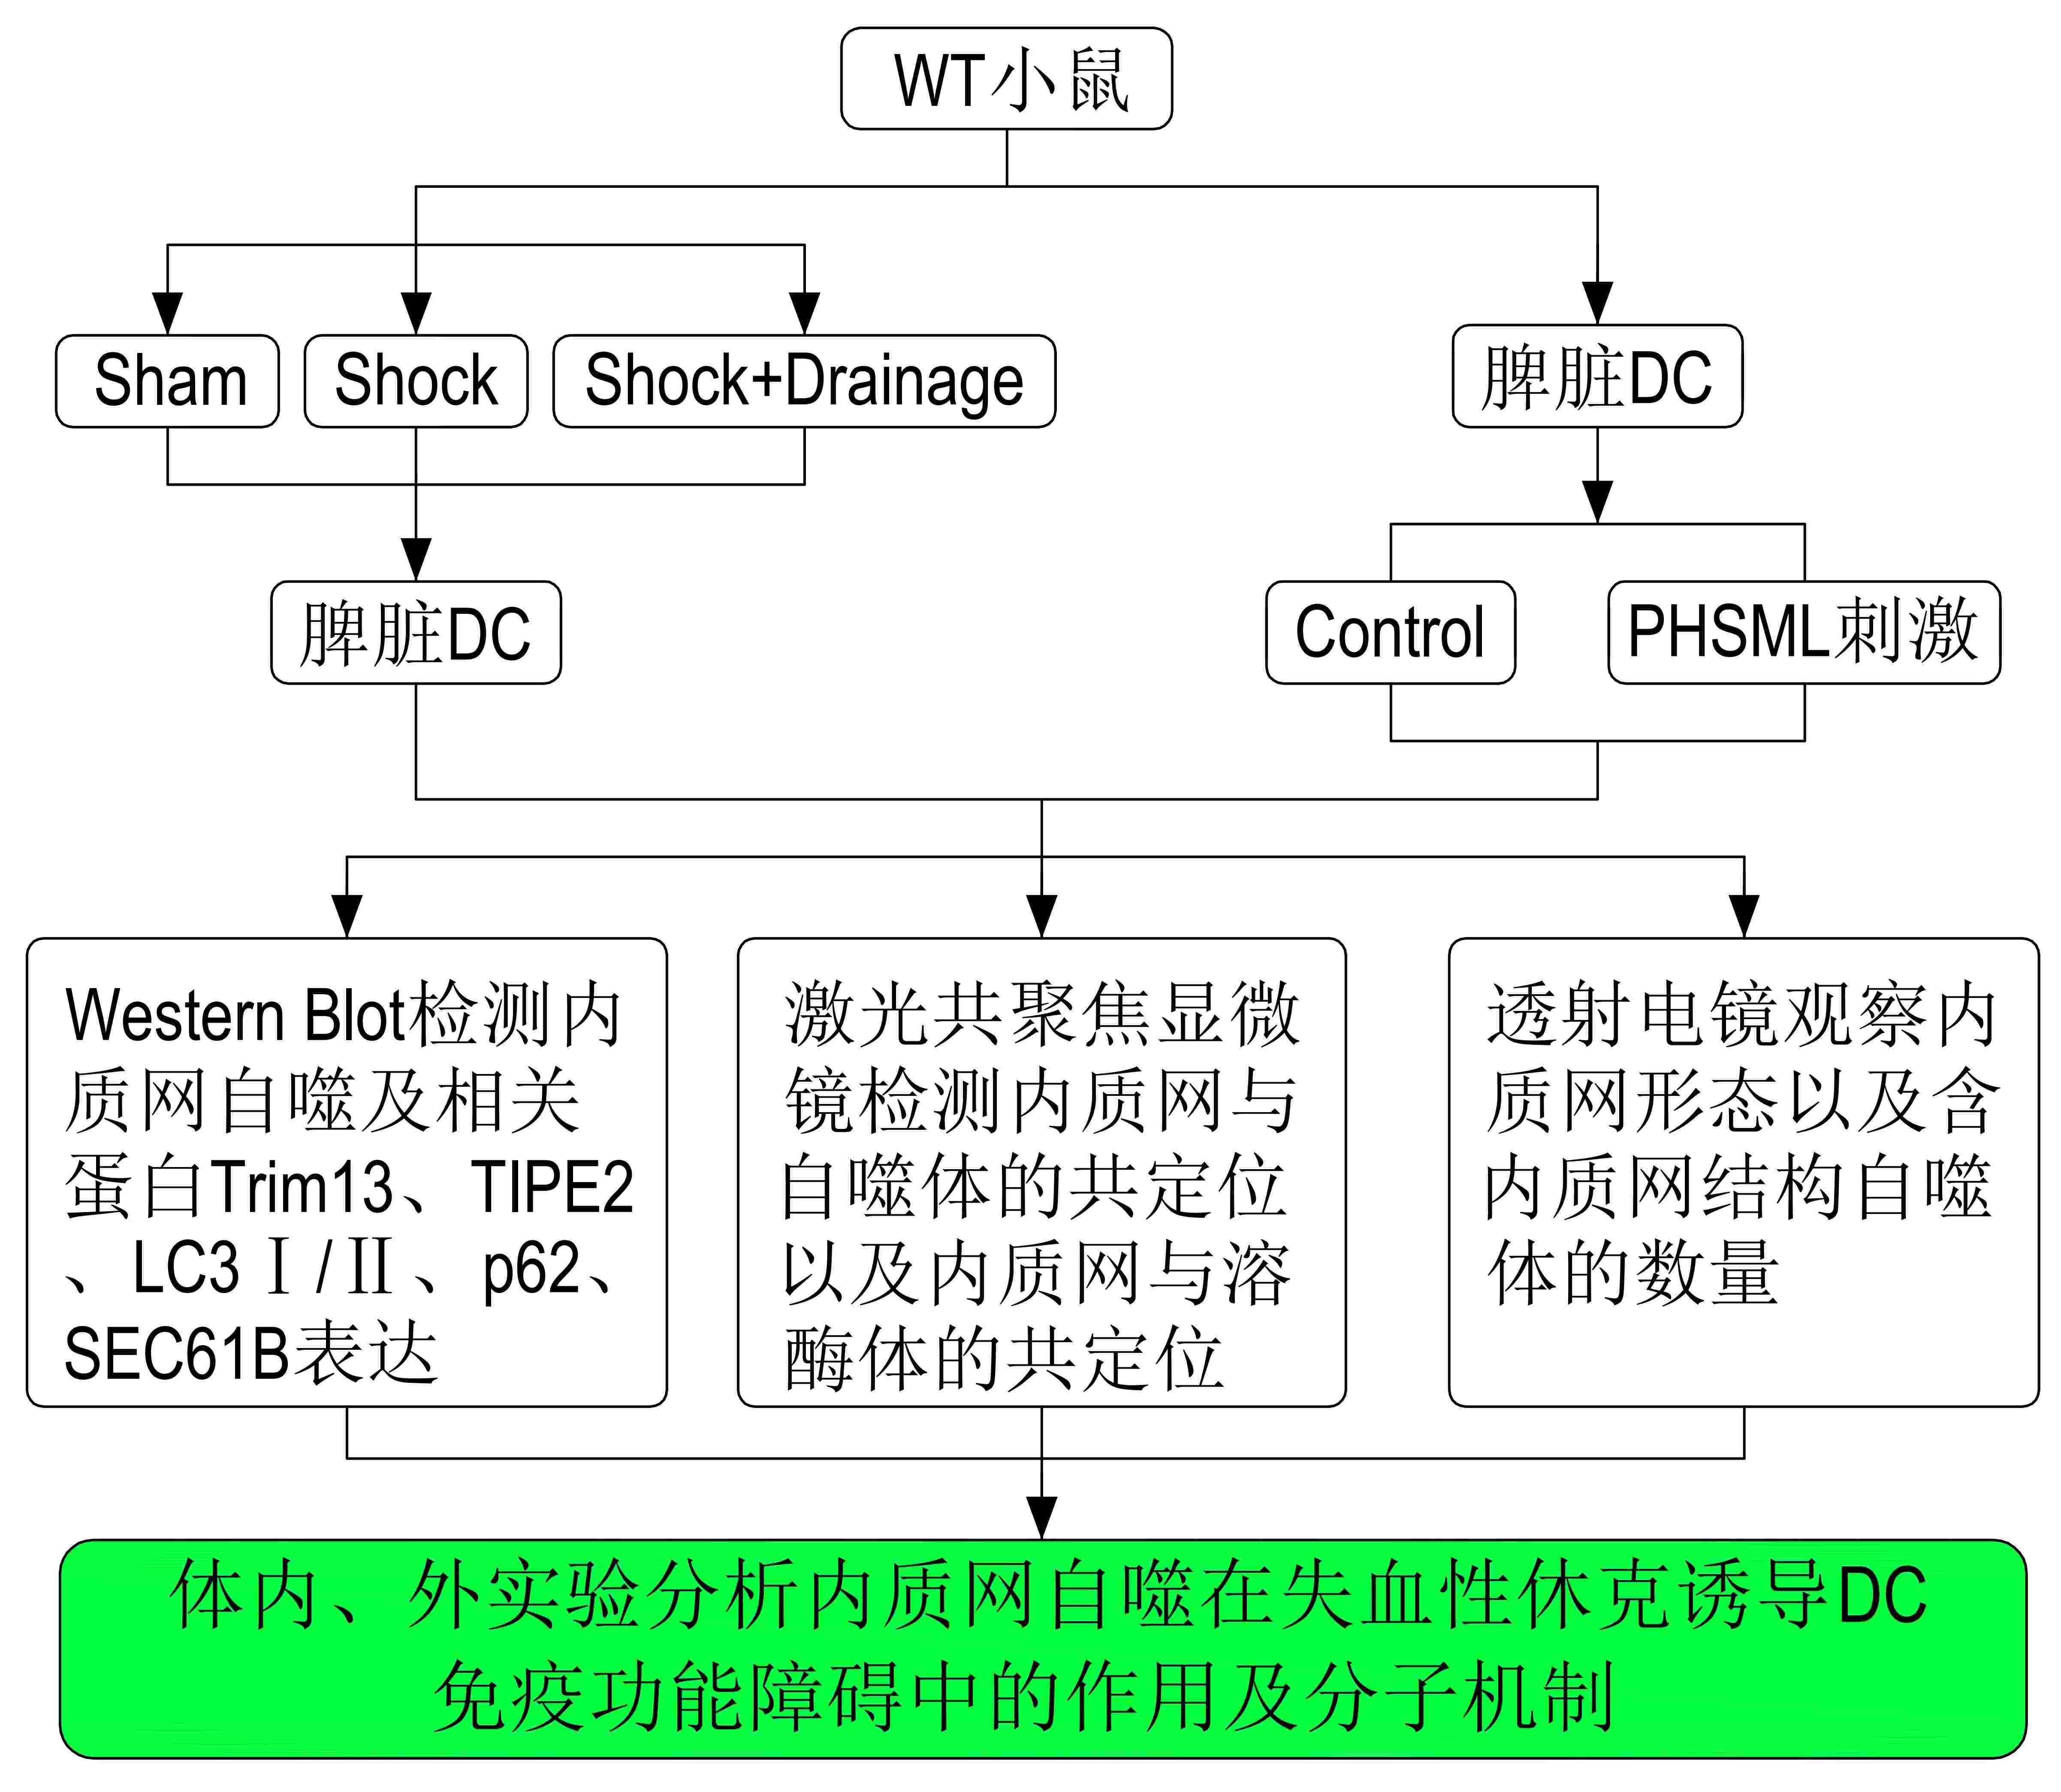 WT小鼠
Sham
Shock
Shock+Drainage
脾脏DC
脾脏DC
Control
PHSML刺激
Western Blot检测内
质网自噬及相关
蛋白Trim13、TIPE2
、LC3Ⅰ/Ⅱ、p62、
SEC61B表达
激光共聚焦显微
镜检测内质网与
自噬体的共定位
以及内质网与溶
酶体的共定位
透射电镜观察内
质网形态以及含
内质网结构自噬
体的数量
体内、外实验分析内质网自噬在失血性休克诱导DC
免疫功能障碍中的作用及分子机制